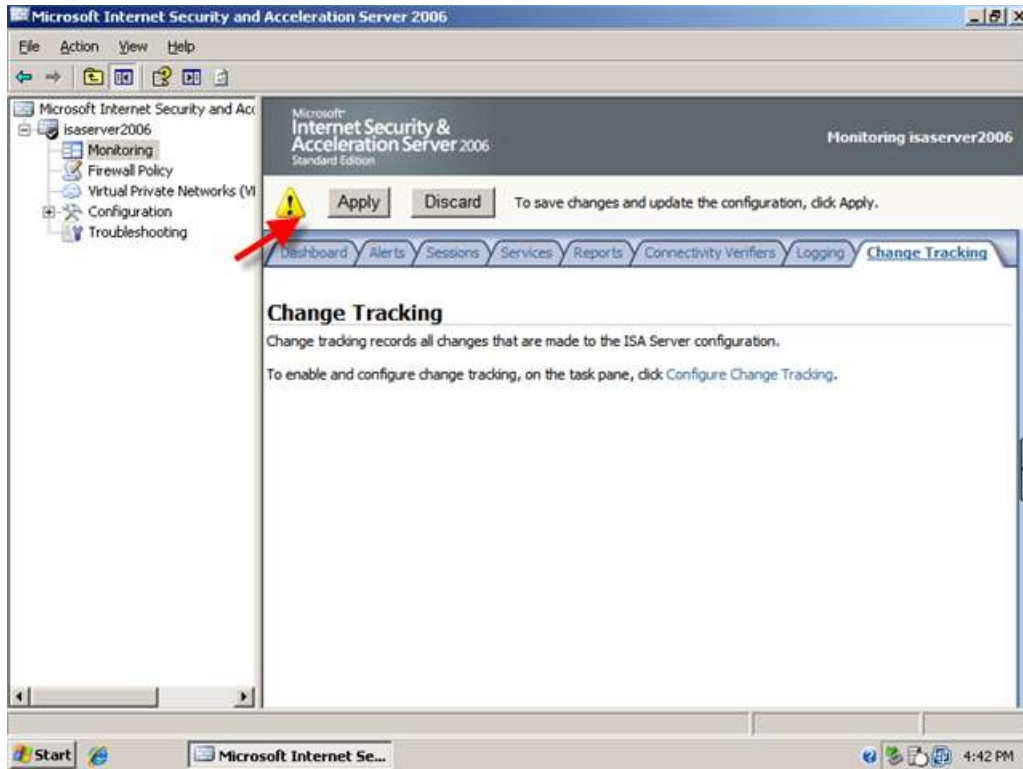 Microsoft Internet Security and Acceleration Server 2006
File Action View Help
Microsoft Internet Security and Acc
isaserver2006
Monitoring
Firewall Policy
Virtual Private Networks (VI
Configuration
Troubleshooting
Microsoft
Internet Security &
Acceleration Server 2006
Standard Edition
Monitoring isaserver2006
Apply Discard To save changes and update the configuration, click Apply.
Dashboard Alerts Sessions Services Reports Connectivity Verifiers Logging Change Tracking
Change Tracking
Change tracking records all changes that are made to the ISA Server configuration.
To enable and configure change tracking, on the task pane, click Configure Change Tracking.
Start Microsoft Internet Se... 4:42 PM